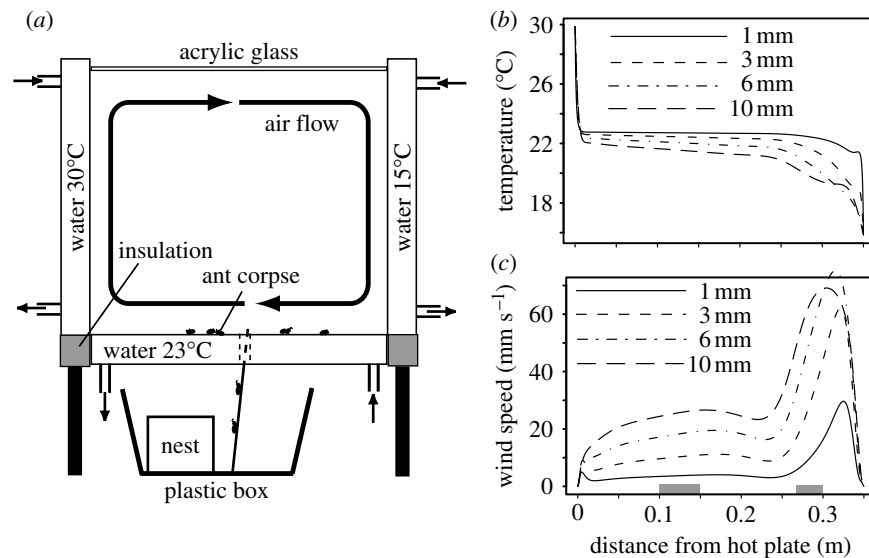 (a)
acrylic glass
air flow
water 30°C
water 15°C
insulation
ant corpse
water 23°C
nest
plastic box
(b)
30
26
22
18
temperature (°C)
1 mm
3 mm
6 mm
10 mm
(c)
60
40
20
0
wind speed (mm s⁻¹)
1 mm
3 mm
6 mm
10 mm
0 0.1 0.2 0.3
distance from hot plate (m)